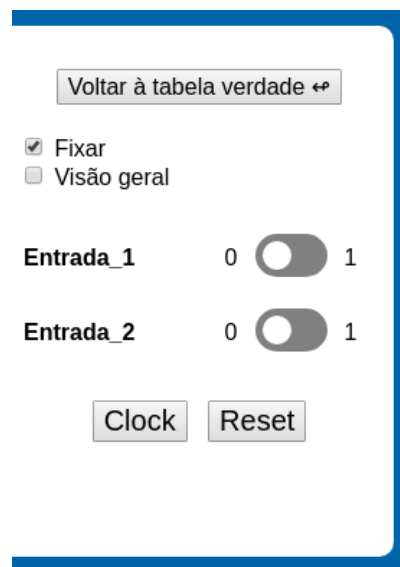 Voltar à tabela verdade ↫
Fixar
Visão geral
Entrada_1 0 1
Entrada_2 0 1
Clock Reset